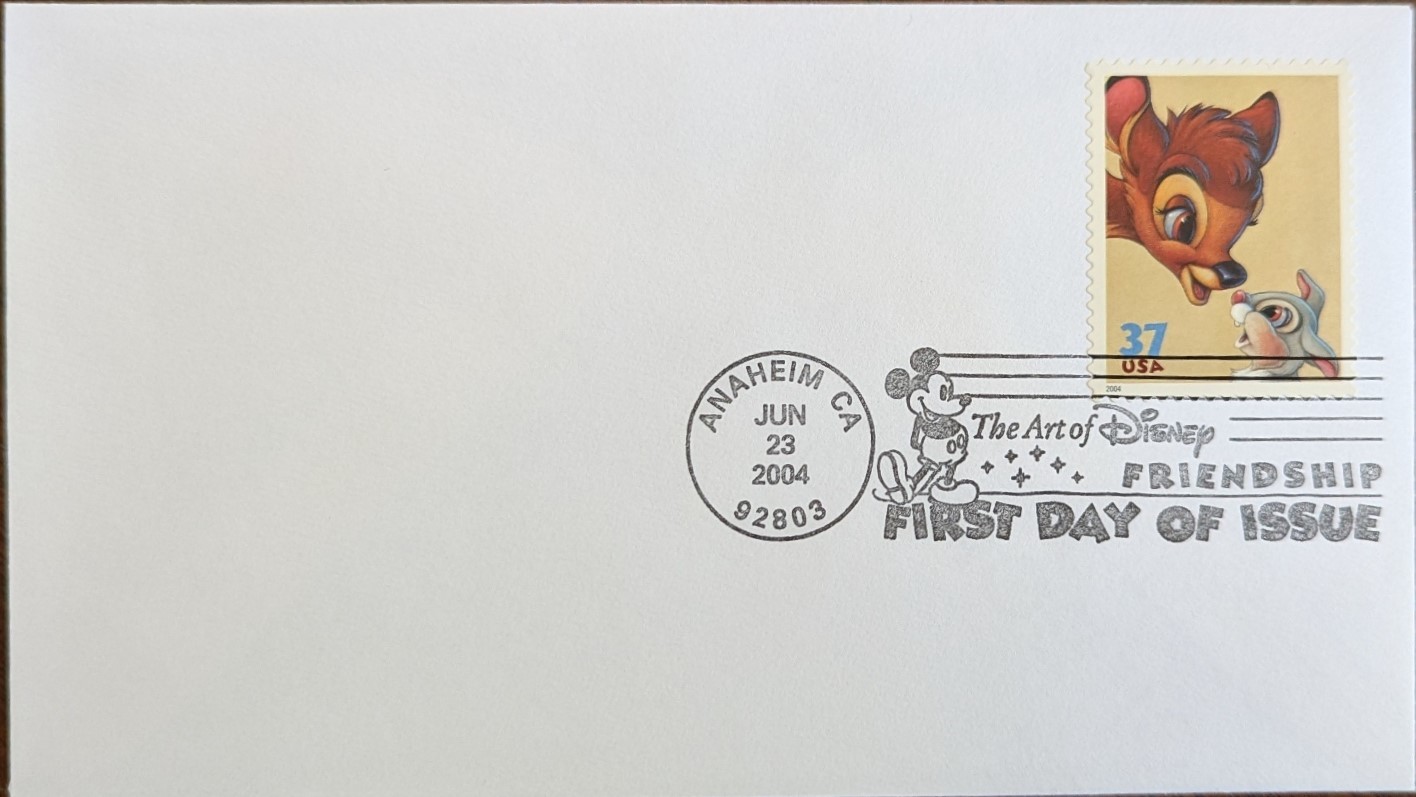 37
USA
2004
ANAHEIM CA
JUN
23
2004
92803
The Art of Disney
FRIENDSHIP
FIRST DAY OF ISSUE